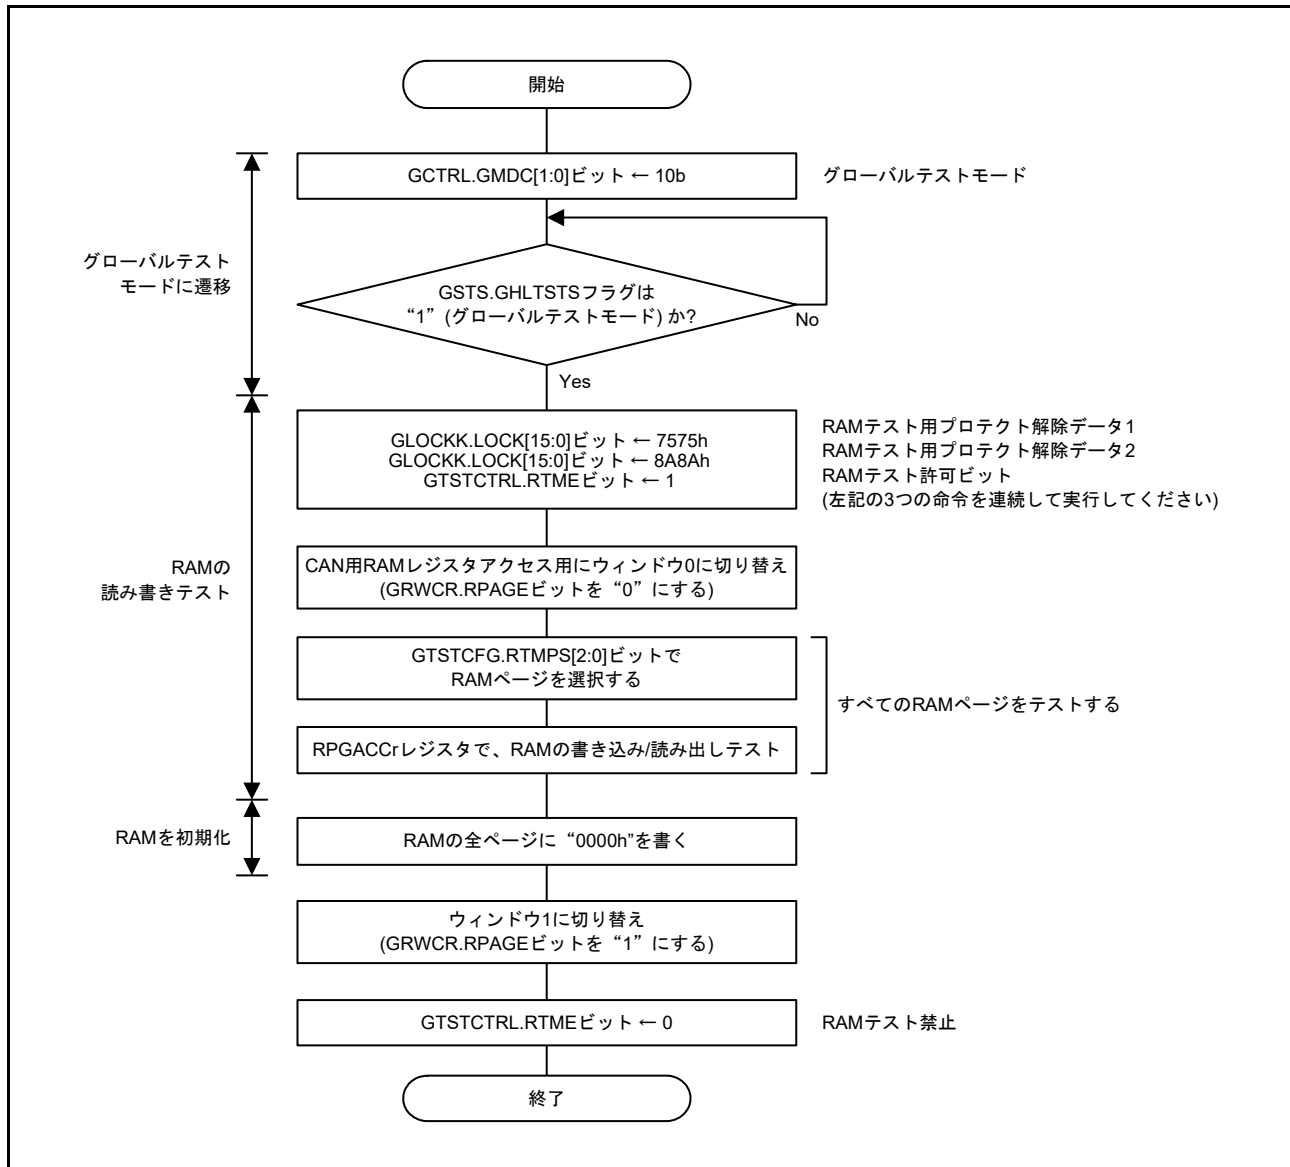 開始
GCTRL.GMDC[1:0]ビット ← 10b
グローバルテストモード
グローバルテスト
モードに遷移
GSTS.GHLTSTSフラグは
“1” (グローバルテストモード) か?
No
Yes
GLOCKK.LOCK[15:0]ビット ← 7575h
GLOCKK.LOCK[15:0]ビット ← 8A8Ah
GTSTCTRL.RTMEビット ← 1
RAMテスト用プロテクト解除データ1
RAMテスト用プロテクト解除データ2
RAMテスト許可ビット
(左記の3つの命令を連続して実行してください)
RAMの
読み書きテスト
CAN用RAMレジスタアクセス用にウィンドウ0に切り替え
(GRWCR.RPAGEビットを “0” にする)
GTSTCFG.RTMPS[2:0]ビットで
RAMページを選択する
すべてのRAMページをテストする
RPGACCrレジスタで、RAMの書き込み/読み出しテスト
RAMを初期化
RAMの全ページに “0000h”を書く
ウィンドウ1に切り替え
(GRWCR.RPAGEビットを “1” にする)
GTSTCTRL.RTMEビット ← 0
RAMテスト禁止
終了